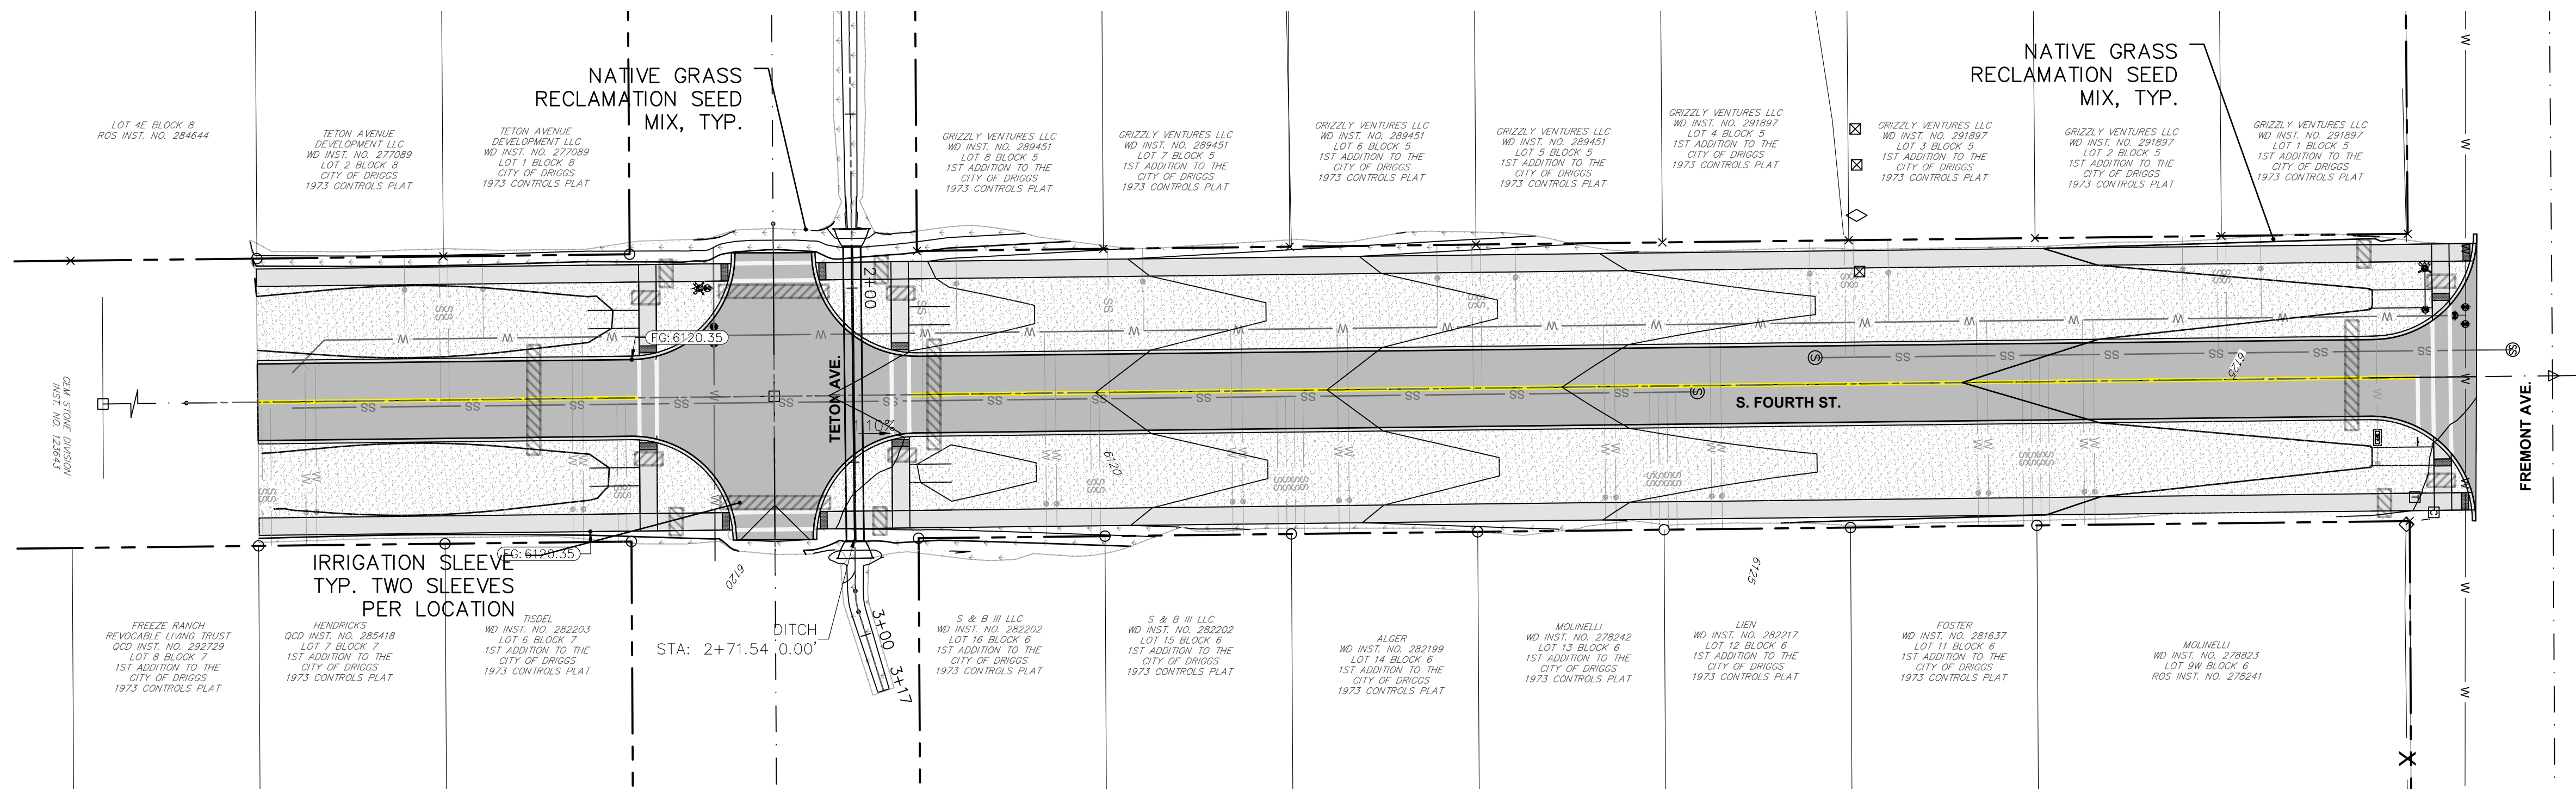 NATIVE GRASS
RECLAMATION SEED
MIX, TYP.
NATIVE GRASS
RECLAMATION SEED
MIX, TYP.
LOT 4E BLOCK 8
ROS INST. NO. 284644
TETON AVENUE
DEVELOPMENT LLC
WD INST. NO. 277089
LOT 2 BLOCK 8
CITY OF DRIGGS
1973 CONTROLS PLAT
TETON AVENUE
DEVELOPMENT LLC
WD INST. NO. 277089
LOT 1 BLOCK 8
CITY OF DRIGGS
1973 CONTROLS PLAT
GRIZZLY VENTURES LLC
WD INST. NO. 289451
LOT 8 BLOCK 5
1ST ADDITION TO THE
CITY OF DRIGGS
1973 CONTROLS PLAT
GRIZZLY VENTURES LLC
WD INST. NO. 289451
LOT 7 BLOCK 5
1ST ADDITION TO THE
CITY OF DRIGGS
1973 CONTROLS PLAT
GRIZZLY VENTURES LLC
WD INST. NO. 289451
LOT 6 BLOCK 5
1ST ADDITION TO THE
CITY OF DRIGGS
1973 CONTROLS PLAT
GRIZZLY VENTURES LLC
WD INST. NO. 289451
LOT 5 BLOCK 5
1ST ADDITION TO THE
CITY OF DRIGGS
1973 CONTROLS PLAT
GRIZZLY VENTURES LLC
WD INST. NO. 291897
LOT 4 BLOCK 5
1ST ADDITION TO THE
CITY OF DRIGGS
1973 CONTROLS PLAT
GRIZZLY VENTURES LLC
WD INST. NO. 291897
LOT 3 BLOCK 5
1ST ADDITION TO THE
CITY OF DRIGGS
1973 CONTROLS PLAT
GRIZZLY VENTURES LLC
WD INST. NO. 291897
LOT 2 BLOCK 5
1ST ADDITION TO THE
CITY OF DRIGGS
1973 CONTROLS PLAT
GRIZZLY VENTURES LLC
WD INST. NO. 291897
LOT 1 BLOCK 5
1ST ADDITION TO THE
CITY OF DRIGGS
1973 CONTROLS PLAT
2+00
FG: 6120.35
GEM STONE DIVISION
INST. NO. 123643
TETON AVE.
1.10%
S. FOURTH ST.
6125
FREMONT AVE.
6120
FG: 6120.35
IRRIGATION SLEEVE
TYP. TWO SLEEVES
PER LOCATION
6120
6125
DITCH
STA: 2+71.54 0.00'
3+00
3+17
FREEZE RANCH
REVOCABLE LIVING TRUST
QCD INST. NO. 292729
LOT 8 BLOCK 7
1ST ADDITION TO THE
CITY OF DRIGGS
1973 CONTROLS PLAT
HENDRICKS
QCD INST. NO. 285418
LOT 7 BLOCK 7
1ST ADDITION TO THE
CITY OF DRIGGS
1973 CONTROLS PLAT
TISDEL
WD INST. NO. 282203
LOT 6 BLOCK 7
1ST ADDITION TO THE
CITY OF DRIGGS
1973 CONTROLS PLAT
S & B III LLC
WD INST. NO. 282202
LOT 16 BLOCK 6
1ST ADDITION TO THE
CITY OF DRIGGS
1973 CONTROLS PLAT
S & B III LLC
WD INST. NO. 282202
LOT 15 BLOCK 6
1ST ADDITION TO THE
CITY OF DRIGGS
1973 CONTROLS PLAT
ALGER
WD INST. NO. 282199
LOT 14 BLOCK 6
1ST ADDITION TO THE
CITY OF DRIGGS
1973 CONTROLS PLAT
MOLINELLI
WD INST. NO. 278242
LOT 13 BLOCK 6
1ST ADDITION TO THE
CITY OF DRIGGS
1973 CONTROLS PLAT
LIEN
WD INST. NO. 282217
LOT 12 BLOCK 6
1ST ADDITION TO THE
CITY OF DRIGGS
1973 CONTROLS PLAT
FOSTER
WD INST. NO. 281637
LOT 11 BLOCK 6
1ST ADDITION TO THE
CITY OF DRIGGS
1973 CONTROLS PLAT
MOLINELLI
WD INST. NO. 278823
LOT 9W BLOCK 6
ROS INST. NO. 278241